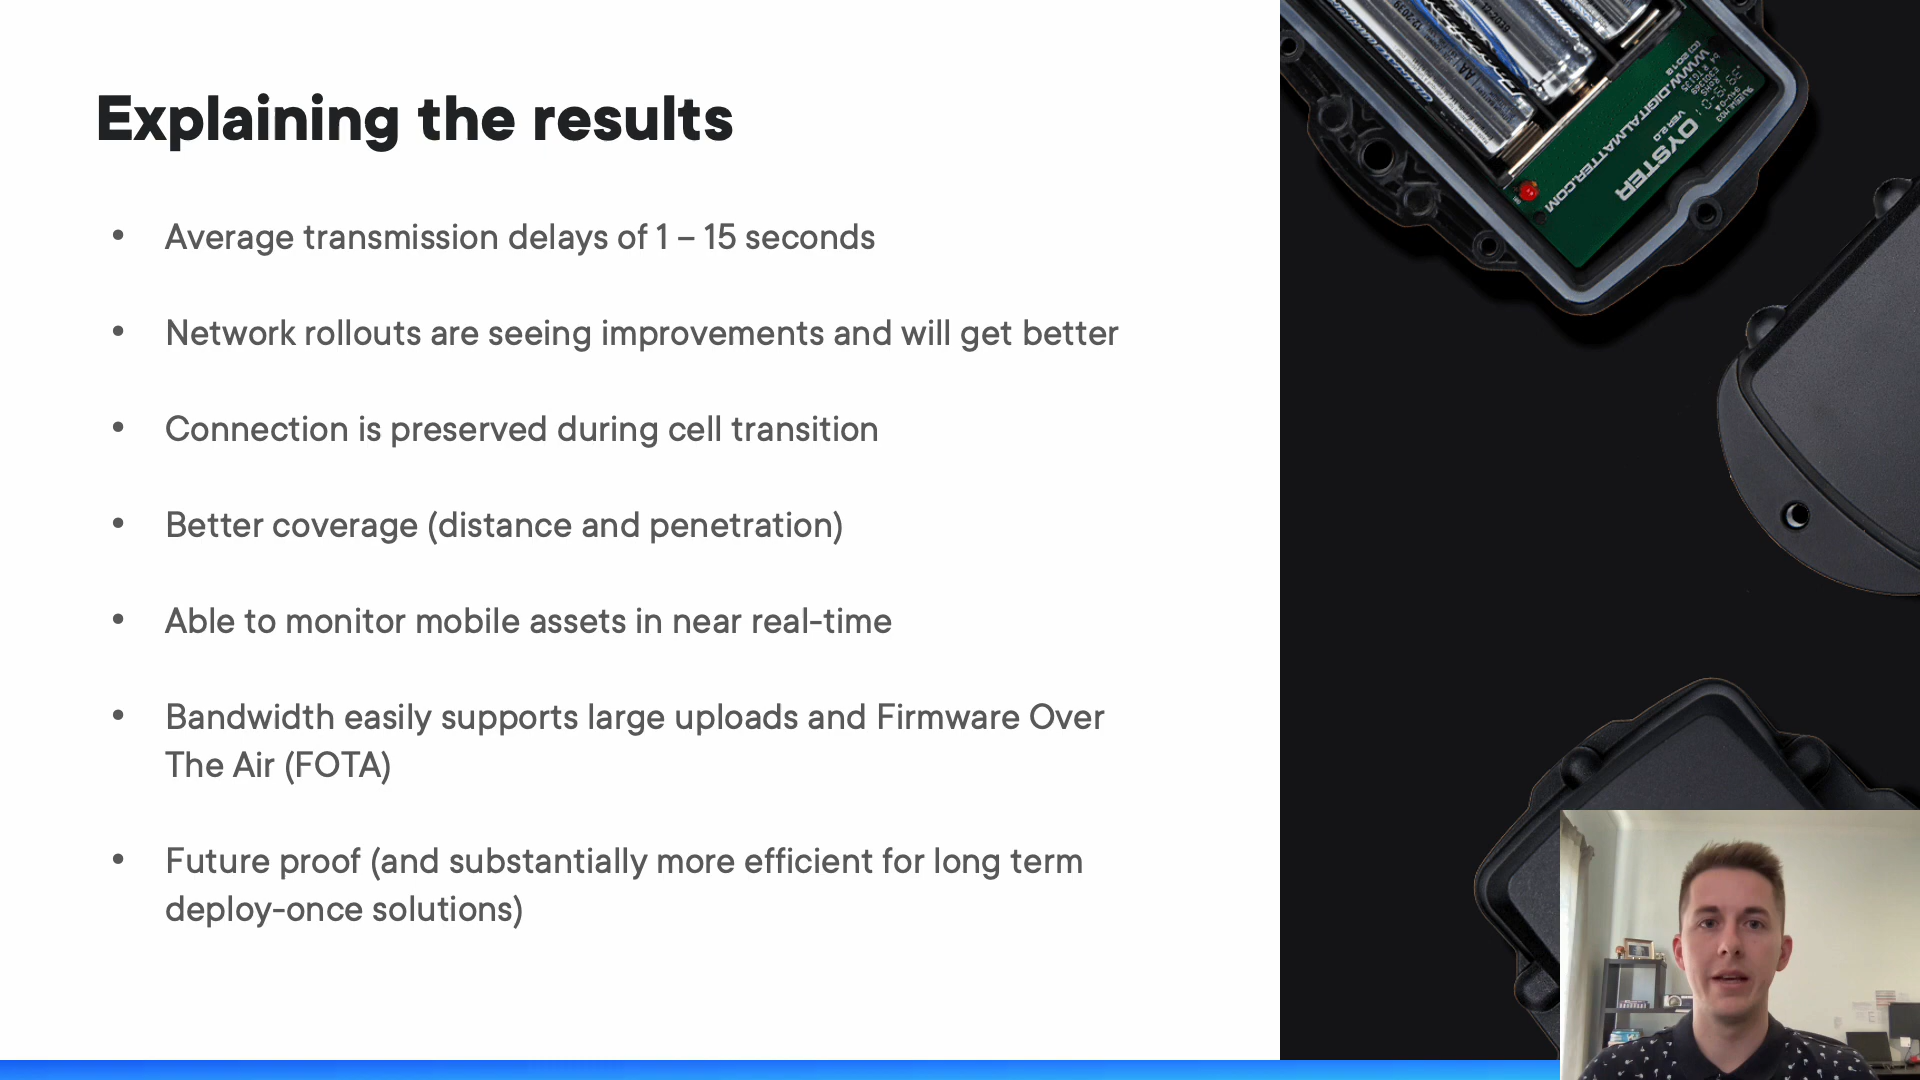 Explaining the results
• Average transmission delays of 1 – 15 seconds
• Network rollouts are seeing improvements and will get better
• Connection is preserved during cell transition
• Better coverage (distance and penetration)
• Able to monitor mobile assets in near real-time
• Bandwidth easily supports large uploads and Firmware Over
The Air (FOTA)
• Future proof (and substantially more efficient for long term
deploy-once solutions)
OYSTER
VER 2.0
WWW.DIGITALMATTER.COM